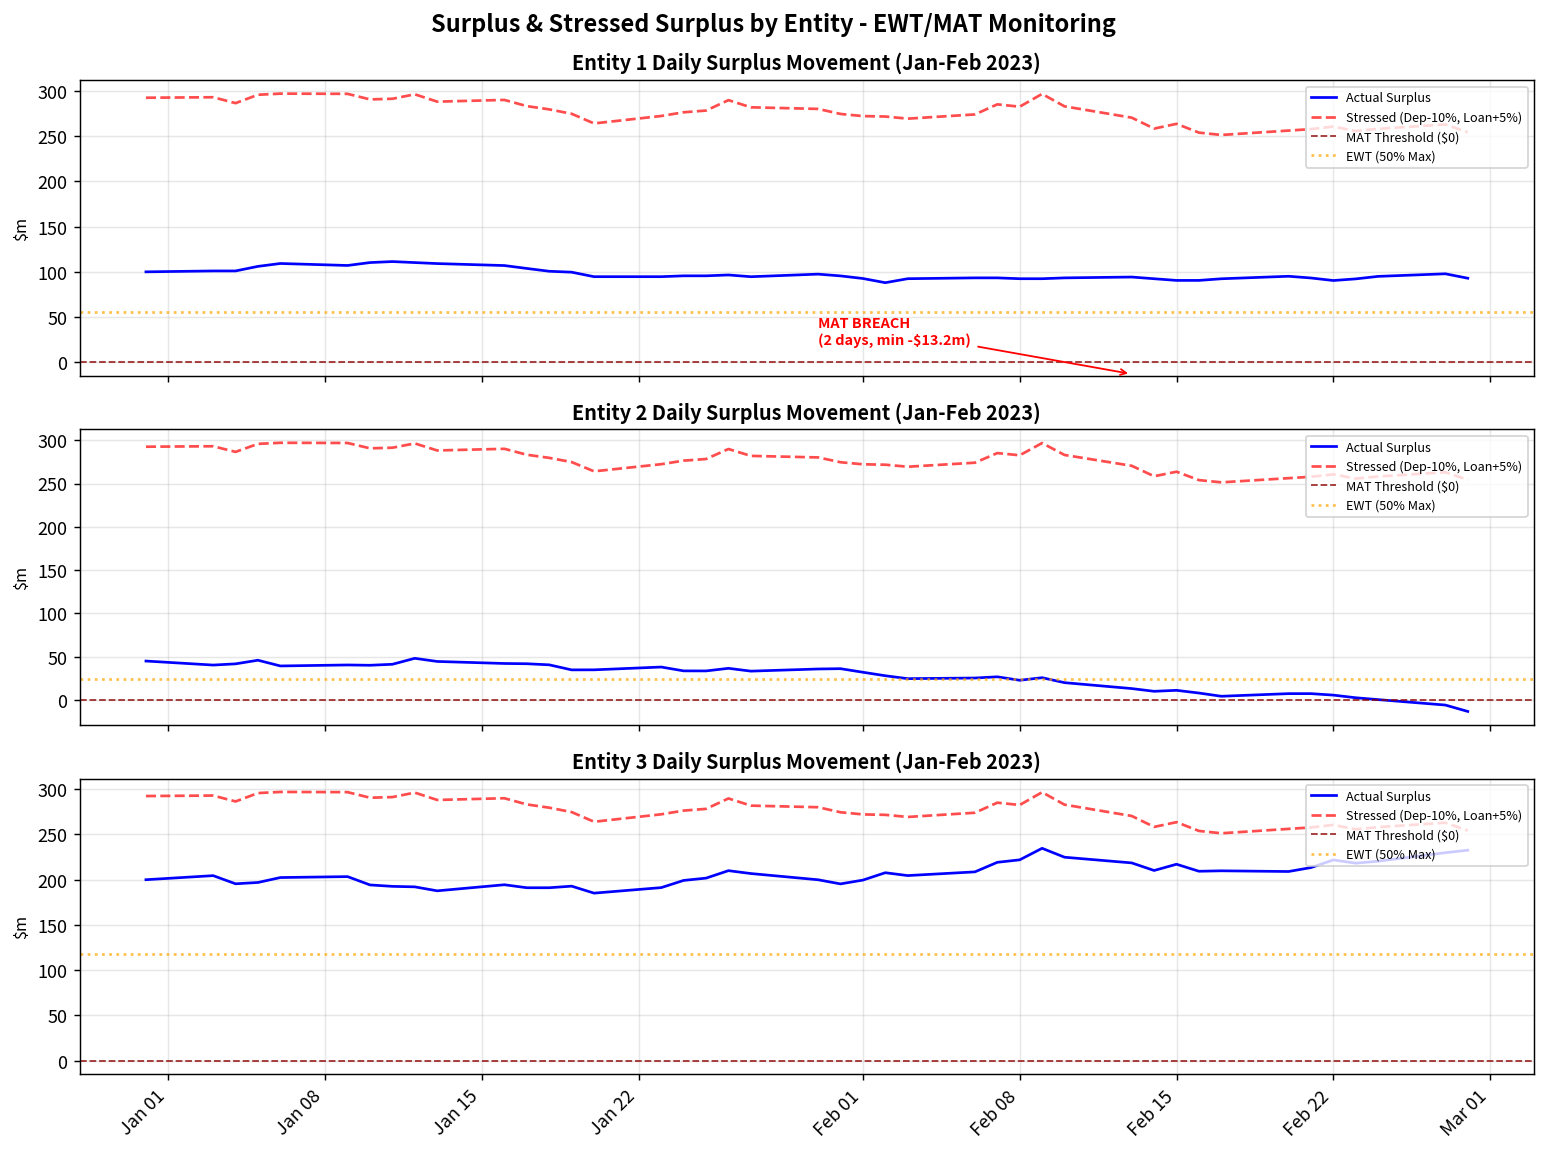 Surplus & Stressed Surplus by Entity - EWT/MAT Monitoring
Entity 1 Daily Surplus Movement (Jan-Feb 2023)
300
250
200
150
100
50
0
$m
Actual Surplus
Stressed (Dep-10%, Loan+5%)
MAT Threshold ($0)
EWT (50% Max)
MAT BREACH
(2 days, min -$13.2m)
Entity 2 Daily Surplus Movement (Jan-Feb 2023)
300
250
200
150
100
50
0
$m
Actual Surplus
Stressed (Dep-10%, Loan+5%)
MAT Threshold ($0)
EWT (50% Max)
Entity 3 Daily Surplus Movement (Jan-Feb 2023)
300
250
200
150
100
50
0
$m
Actual Surplus
Stressed (Dep-10%, Loan+5%)
MAT Threshold ($0)
EWT (50% Max)
Jan 01
Jan 08
Jan 15
Jan 22
Feb 01
Feb 08
Feb 15
Feb 22
Mar 01